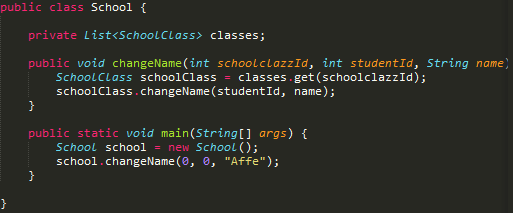 public class School {
private List<SchoolClass> classes;
public void changeName(int schoolclazzId, int studentId, String name)
SchoolClass schoolClass = classes.get(schoolclazzId);
schoolClass.changeName(studentId, name);
}
public static void main(String[] args) {
School school = new School();
school.changeName(0, 0, "Affe");
}
}